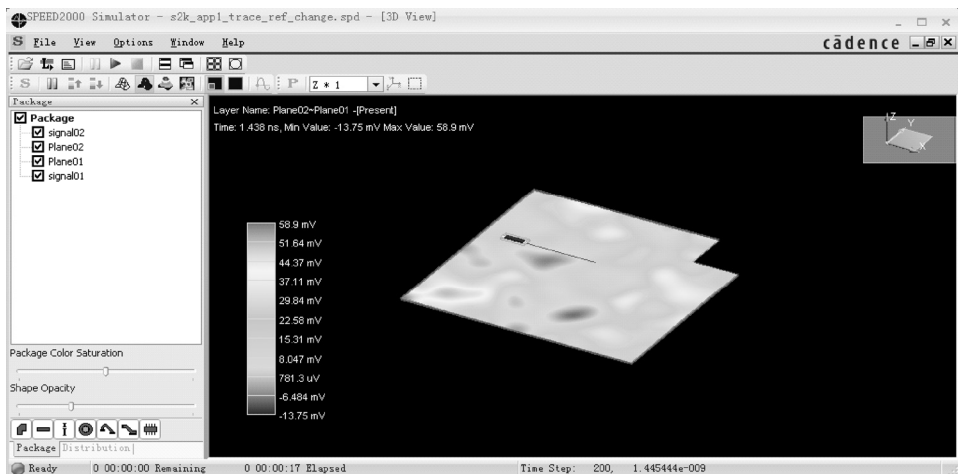 SPEED2000 Simulator - s2k_app1_trace_ref_change.spd - [3D View]
S File View Options Window Help cādence
S P Z * 1
Package
Package
signal02
Plane02
Plane01
signal01
Layer Name: Plane02~Plane01 -[Present]
Time: 1.438 ns, Min Value: -13.75 mV Max Value: 58.9 mV
Z Y X
58.9 mV
51.64 mV
44.37 mV
37.11 mV
29.84 mV
22.58 mV
15.31 mV
8.047 mV
781.3 uV
-6.484 mV
-13.75 mV
Package Color Saturation
Shape Opacity
Package Distribution
Ready 0 00:00:00 Remaining 0 00:00:17 Elapsed Time Step: 200, 1.445444e-009